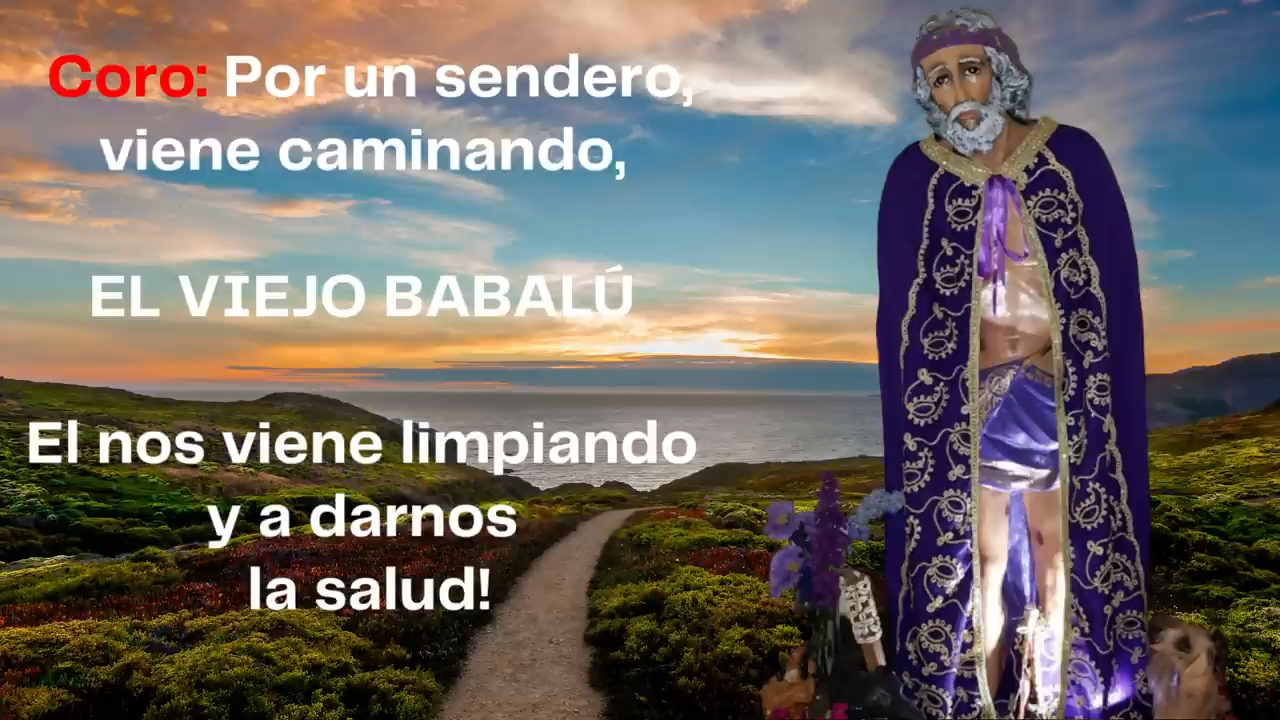 Coro: Por un sendero,
viene caminando,
EL VIEJO BABALÚ
El nos viene limpiando
y a darnos
la salud!